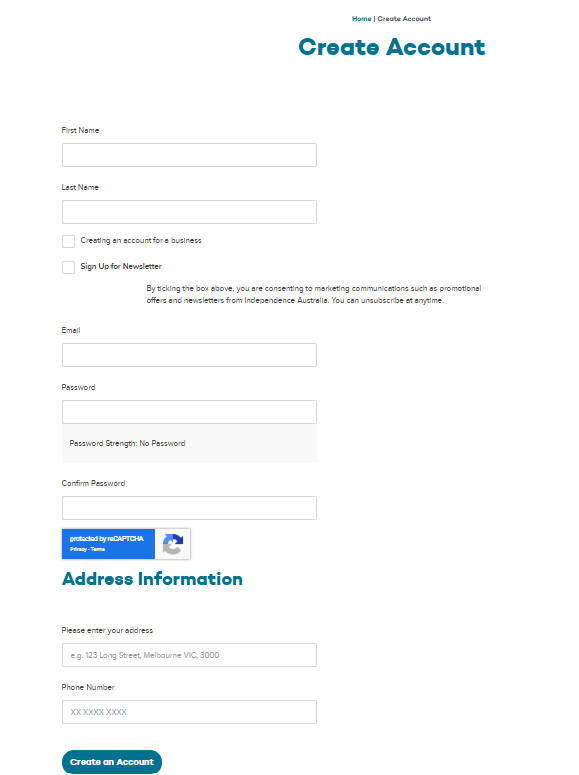 Home | Create Account
Create Account
First Name
Last Name
Creating an account for a business
Sign Up for Newsletter
By ticking the box above, you are consenting to marketing communications such as promotional
offers and newsletters from Independence Australia. You can unsubscribe at anytime.
Email
Password
Password Strength: No Password
Confirm Password
protected by reCAPTCHA
Privacy - Terms
Address Information
Please enter your address
e.g. 123 Long Street, Melbourne VIC, 3000
Phone Number
XX XXXX XXXX
Create an Account